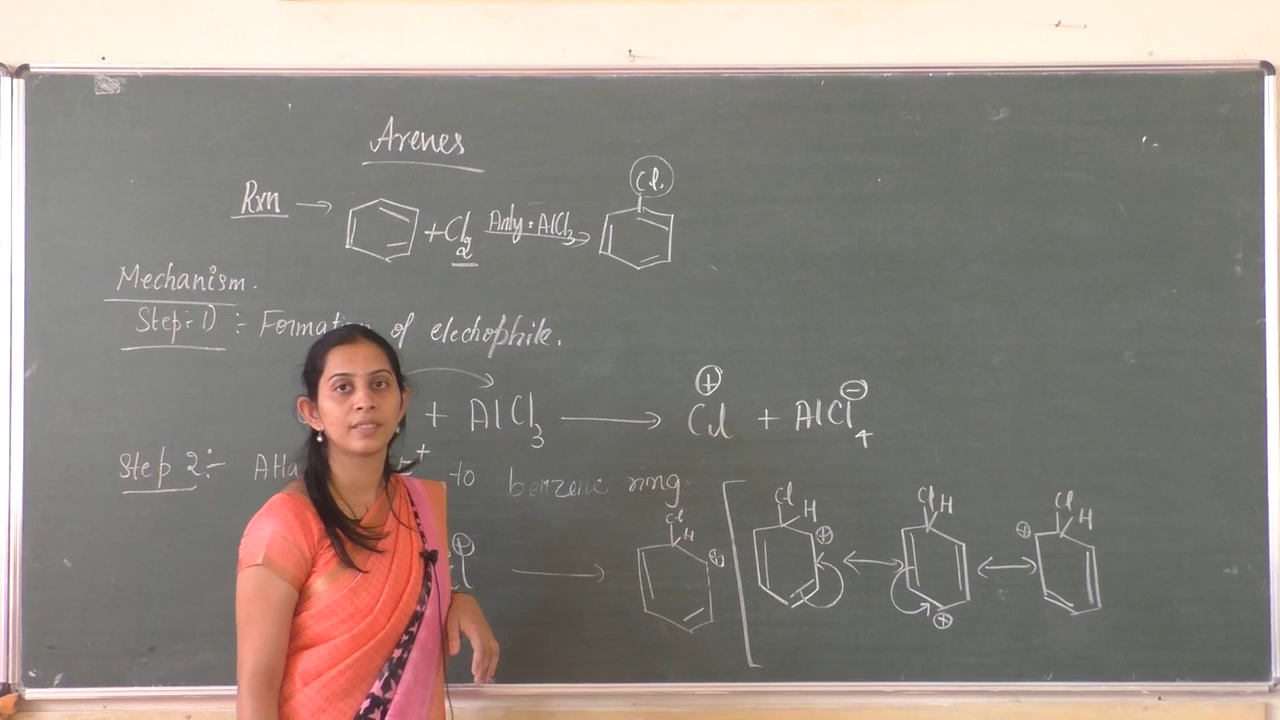 Arenes
Rxn → + Cl2 Anhy: AlCl3 → Cl
Mechanism.
Step-1) :- Formation of electrophile.
+ AlCl3 → Cl⊕ + AlCl4⊖
Step 2:- to benzene ring.
Cl H ⊕ [ Cl H ⊕ ↔ Cl H ⊕ ↔ ⊕ Cl H
⊕ →